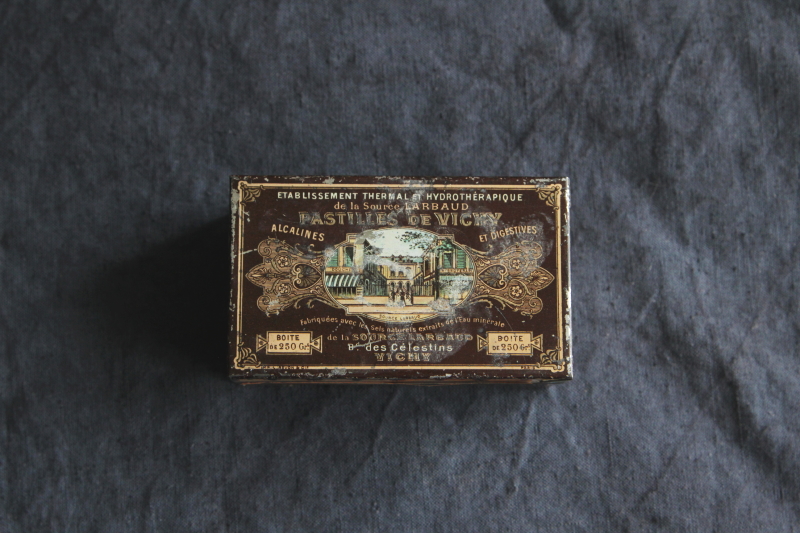 ETABLISSEMENT THERMAL ET HYDROTHÉRAPIQUE
de la Source LARBAUD
PASTILLES DE VICHY
ALCALINES ET DIGESTIVES
SOURCE LARBAUD
Fabriquées avec les Sels naturels extraits de l'Eau minérale
de la SOURCE LARBAUD
Bd des Célestins
VICHY
BOITE
DE 250 Gr.
BOITE
DE 250 Gr.